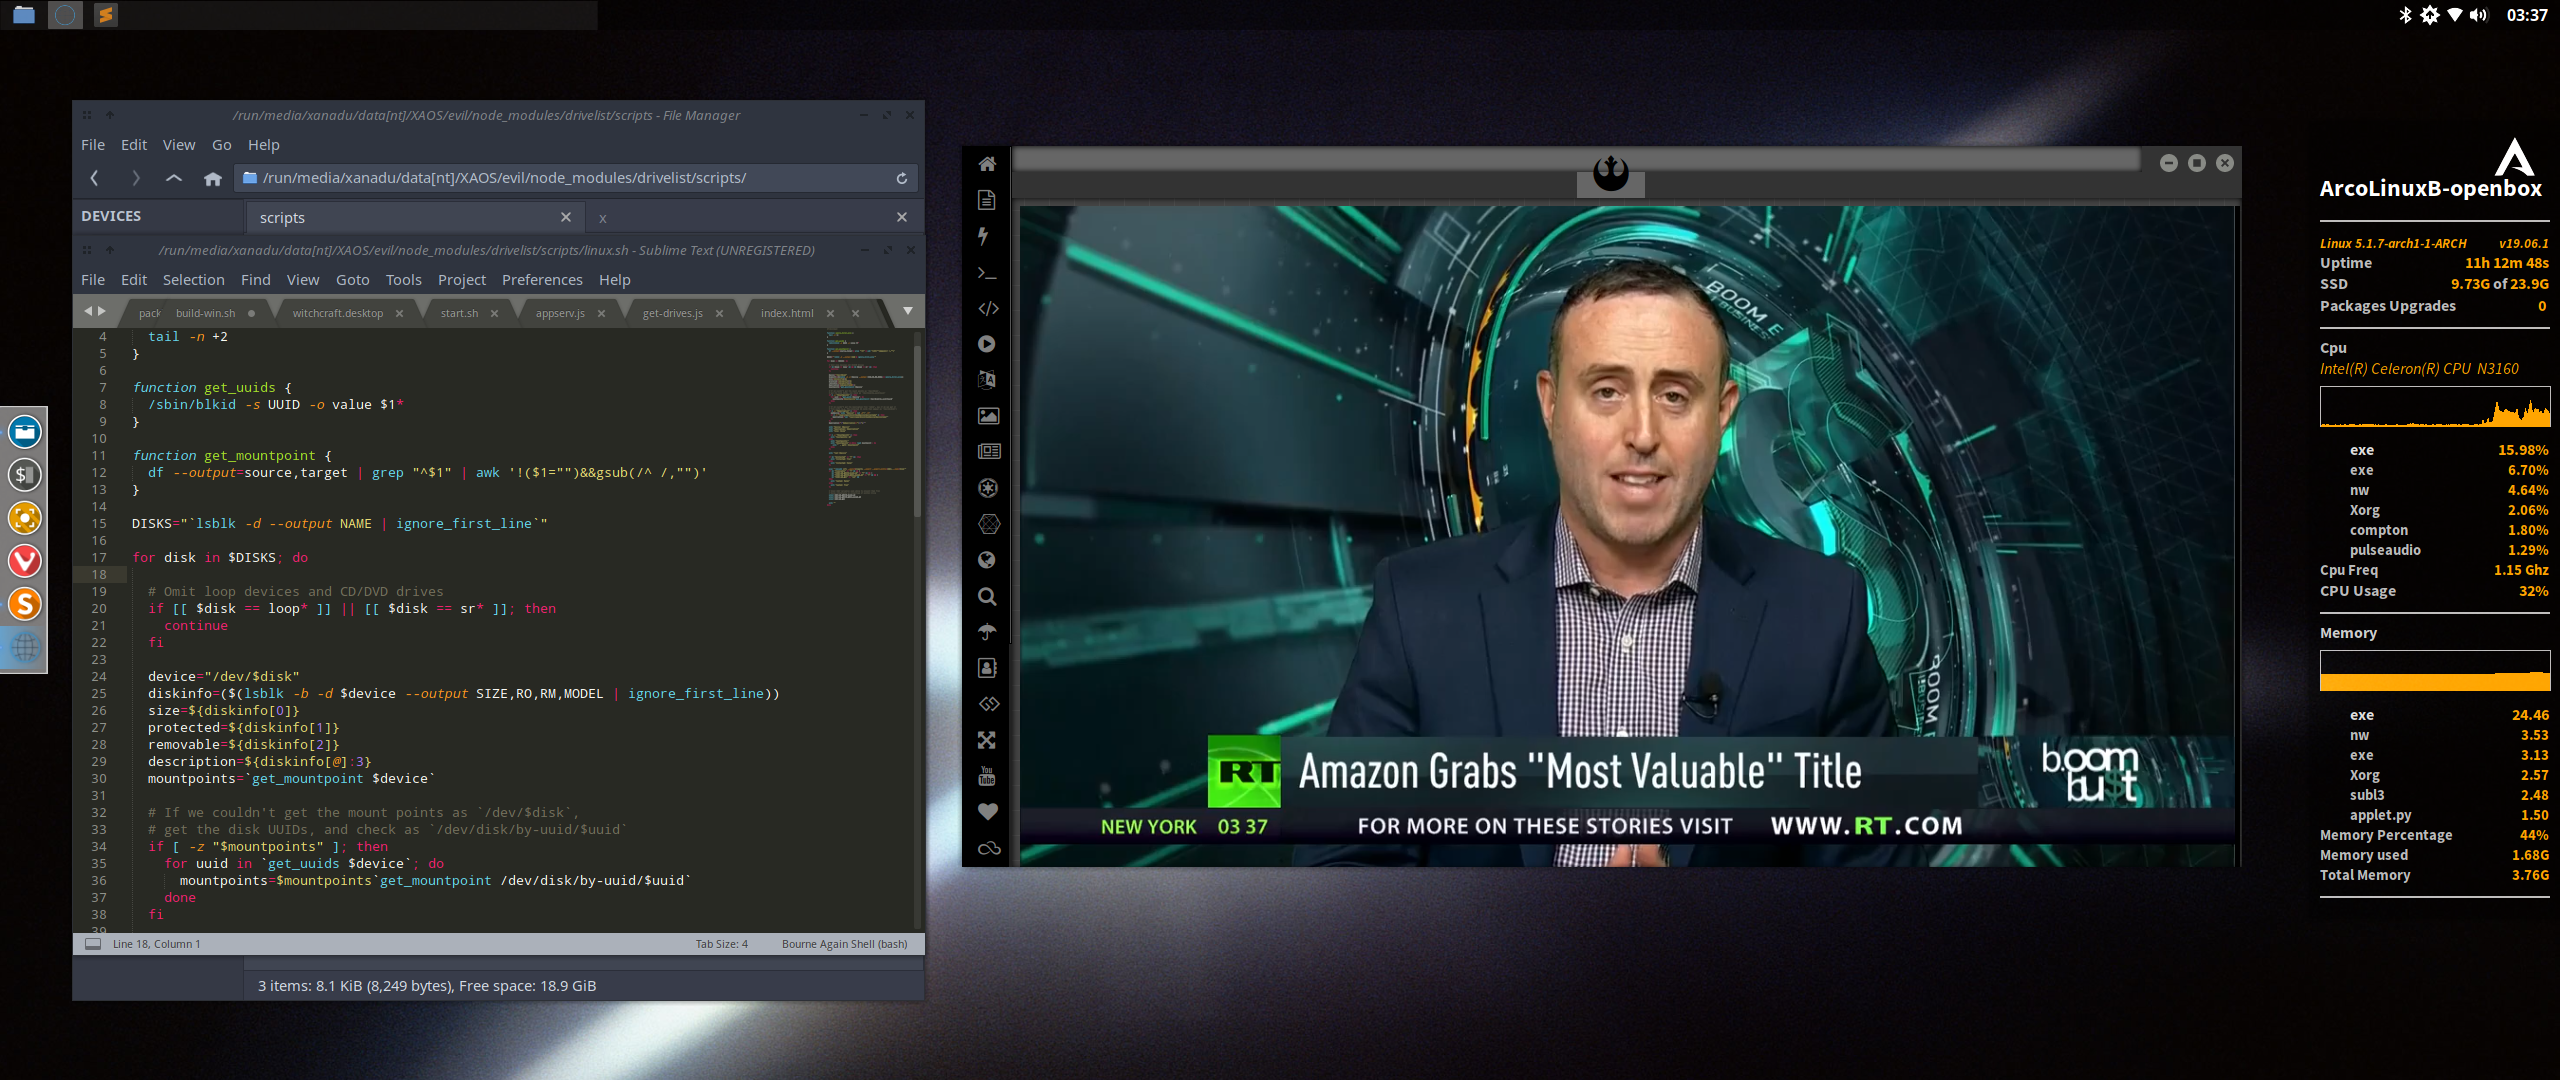 03:37
/run/media/xanadu/data[nt]/XAOS/evil/node_modules/drivelist/scripts - File Manager
File Edit View Go Help
/run/media/xanadu/data[nt]/XAOS/evil/node_modules/drivelist/scripts/
DEVICES
scripts
x
/run/media/xanadu/data[nt]/XAOS/evil/node_modules/drivelist/scripts/linux.sh - Sublime Text (UNREGISTERED)
File Edit Selection Find View Goto Tools Project Preferences Help
pack build-win.sh witchcraft.desktop start.sh appserv.js get-drives.js index.html
4 tail -n +2
5 }
6
7 function get_uuids {
8 /sbin/blkid -s UUID -o value $1*
9 }
10
11 function get_mountpoint {
12 df --output=source,target | grep "^$1" | awk '!($1="")&&gsub(/^ /,"")'
13 }
14
15 DISKS="`lsblk -d --output NAME | ignore_first_line`"
16
17 for disk in $DISKS; do
18
19 # Omit loop devices and CD/DVD drives
20 if [[ $disk == loop* ]] || [[ $disk == sr* ]]; then
21 continue
22 fi
23
24 device="/dev/$disk"
25 diskinfo=($(lsblk -b -d $device --output SIZE,RO,RM,MODEL | ignore_first_line))
26 size=${diskinfo[0]}
27 protected=${diskinfo[1]}
28 removable=${diskinfo[2]}
29 description=${diskinfo[@]:3}
30 mountpoints=`get_mountpoint $device`
31
32 # If we couldn't get the mount points as `/dev/$disk`,
33 # get the disk UUIDs, and check as `/dev/disk/by-uuid/$uuid`
34 if [ -z "$mountpoints" ]; then
35 for uuid in `get_uuids $device`; do
36 mountpoints=$mountpoints`get_mountpoint /dev/disk/by-uuid/$uuid`
37 done
38 fi
39
Line 18, Column 1
Tab Size: 4
Bourne Again Shell (bash)
3 items: 8.1 KiB (8,249 bytes), Free space: 18.9 GiB
You Tube
BOOM
BOOM
RT Amazon Grabs "Most Valuable" Title
boom
bu$t
NEW YORK 03 37 FOR MORE ON THESE STORIES VISIT WWW.RT.COM
ArcoLinuxB-openbox
Linux 5.1.7-arch1-1-ARCH v19.06.1
Uptime 11h 12m 48s
SSD 9.73G of 23.9G
Packages Upgrades 0
Cpu
Intel(R) Celeron(R) CPU N3160
exe 15.98%
exe 6.70%
nw 4.64%
Xorg 2.06%
compton 1.80%
pulseaudio 1.29%
Cpu Freq 1.15 Ghz
CPU Usage 32%
Memory
exe 24.46
nw 3.53
exe 3.13
Xorg 2.57
subl3 2.48
applet.py 1.50
Memory Percentage 44%
Memory used 1.68G
Total Memory 3.76G